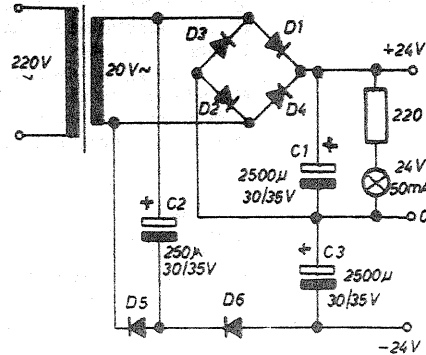 D3
D1
+24V
220V
~
20V~
D2
D4
220
C1
+
2500µ
30/35V
24V
50mA
+
C2
0
250µ
30/35V
+
C3
2500µ
30/35V
D5
D6
-24V